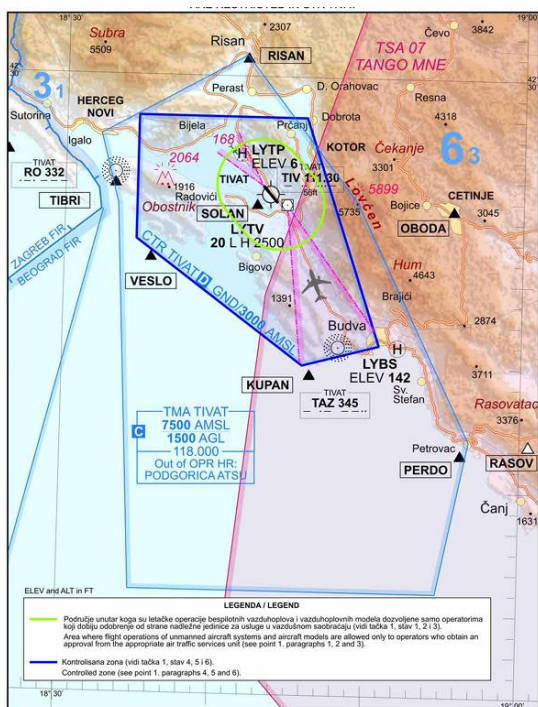 18° 30'
19° 00'
Subra
5509
2307
Risan
RISAN
Čevo
3842
TSA 07
TANGO MNE
42°
30'
42°
30'
3 1
Perast
D. Orahovac
Resna
Sutorina
HERCEG
NOVI
Igalo
Bijela
Prčanj
Dobrota
4318
6 3
168
H
LYTP
ELEV 6
KOTOR
Čekanje
3301
TIVAT
RO 332
2064
TIVAT
TIVAT
TIV 111.30
55ft
Lovćen
5899
CETINJE
1916
Radovići
TIBRI
Obostnik
SOLAN
5735
Bojice
OBODA
3045
LYTV
20 L H 2500
ZAGREB FIR
BEOGRAD FIR
VESLO
Bigovo
Hum
4643
CTR TIVAT D GND/3000 AMSL
1391
Brajići
2874
Budva
H
LYBS
ELEV 142
3711
KUPAN
TIVAT
TAZ 345
Sv.
Stefan
Rasovatac
3376
C
TMA TIVAT
7500 AMSL
1500 AGL
118.000
Out of OPR HR:
PODGORICA ATSU
Petrovac
PERDO
RASOV
Čanj
1631
ELEV and ALT in FT
LEGENDA / LEGEND
Područje unutar koga su letačke operacije bespilotnih vazduhoplova i vazduhoplovnih modela dozvoljene samo operatorima
koji dobiju odobrenje od strane nadležne jedinice za usluge u vazdušnom saobraćaju (vidi tačka 1, stav 1, 2 i 3).
Area where flight operations of unmanned aircraft systems and aircraft models are allowed only to operators who obtain an
approval from the appropriate air traffic services unit (see point 1. paragraphs 1, 2 and 3).
Kontrolisana zona (vidi tačka 1, stav 4, 5 i 6).
Controlled zone (see point 1. paragraphs 4, 5 and 6).
18° 30'
19° 00'